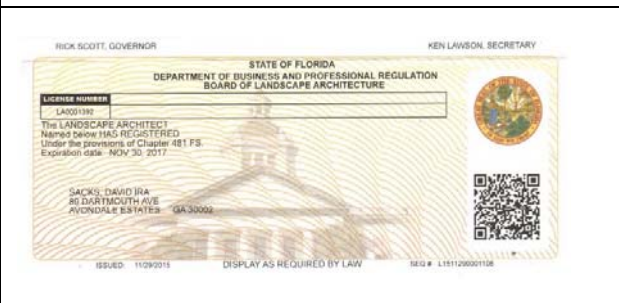 RICK SCOTT, GOVERNOR KEN LAWSON, SECRETARY
STATE OF FLORIDA
DEPARTMENT OF BUSINESS AND PROFESSIONAL REGULATION
BOARD OF LANDSCAPE ARCHITECTURE
LICENSE NUMBER
LA0001392
The LANDSCAPE ARCHITECT
Named below HAS REGISTERED
Under the provisions of Chapter 481 FS.
Expiration date: NOV 30, 2017
SACKS, DAVID IRA
89 DARTMOUTH AVE
AVONDALE ESTATES GA 30002
ISSUED: 11/29/2015 DISPLAY AS REQUIRED BY LAW SEQ # L1511290001108